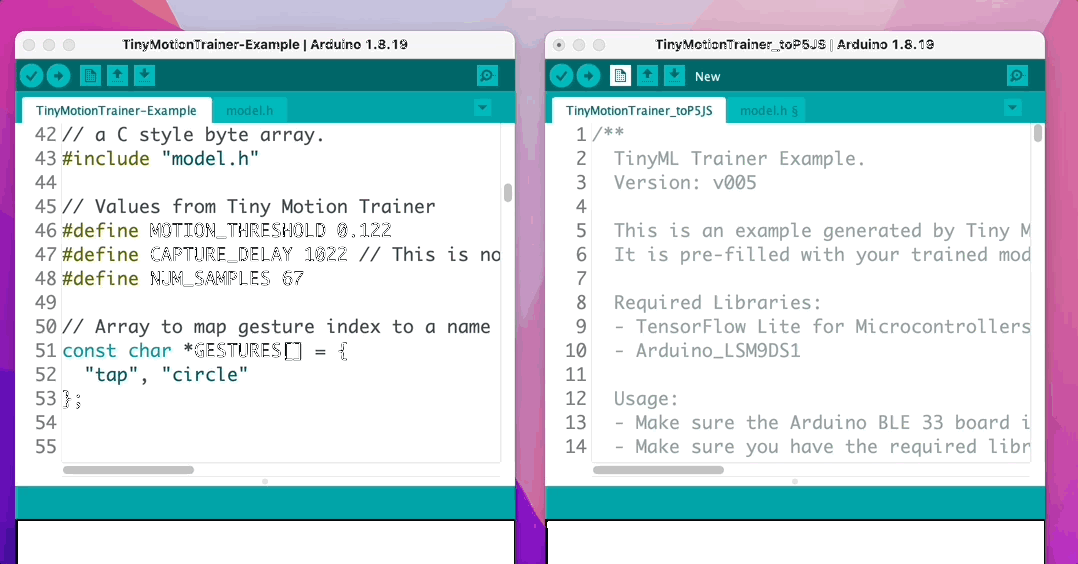 TinyMotionTrainer-Example | Arduino 1.8.19
TinyMotionTrainer-Example
model.h
42 // a C style byte array.
43 #include "model.h"
44
45 // Values from Tiny Motion Trainer
46 #define MOTION_THRESHOLD 0.122
47 #define CAPTURE_DELAY 1022 // This is no
48 #define NUM_SAMPLES 67
49
50 // Array to map gesture index to a name
51 const char *GESTURES[] = {
52 "tap", "circle"
53 };
54
55
TinyMotionTrainer_toP5JS | Arduino 1.8.19
New
TinyMotionTrainer_toP5JS
model.h §
1 /**
2 TinyML Trainer Example.
3 Version: v005
4
5 This is an example generated by Tiny M
6 It is pre-filled with your trained mod
7
8 Required Libraries:
9 - TensorFlow Lite for Microcontrollers
10 - Arduino_LSM9DS1
11
12 Usage:
13 - Make sure the Arduino BLE 33 board i
14 - Make sure you have the required libr